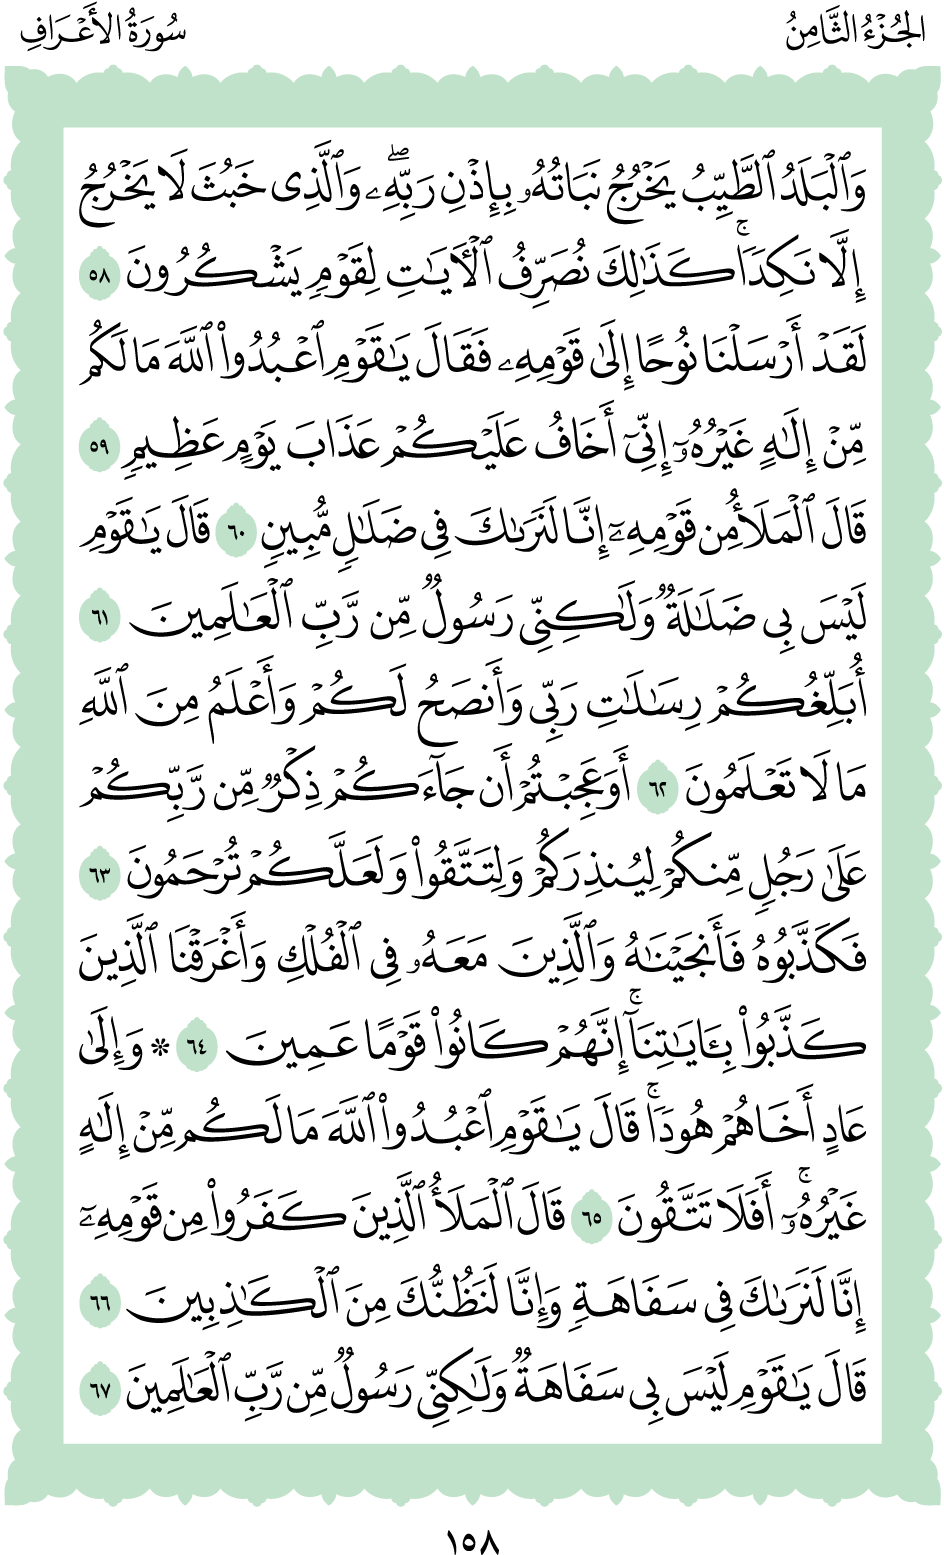 الجُزْءُ الثَّامِنُ
سُورَةُ الأَعْرَافِ
وَٱلْبَلَدُ ٱلطَّيِّبُ يَخْرُجُ نَبَاتُهُۥ بِإِذْنِ رَبِّهِۦۖ وَٱلَّذِى خَبُثَ لَا يَخْرُجُ
إِلَّا نَكِدٗاۚ كَذَٰلِكَ نُصَرِّفُ ٱلْأٓيَٰتِ لِقَوْمٖ يَشْكُرُونَ ٥٨
لَقَدْ أَرْسَلْنَا نُوحًا إِلَىٰ قَوْمِهِۦ فَقَالَ يَٰقَوْمِ ٱعْبُدُوا۟ ٱللَّهَ مَا لَكُم
مِّنْ إِلَٰهٍ غَيْرُهُۥٓ إِنِّىٓ أَخَافُ عَلَيْكُمْ عَذَابَ يَوْمٍ عَظِيمٖ ٥٩
قَالَ ٱلْمَلَأُ مِن قَوْمِهِۦٓ إِنَّا لَنَرَىٰكَ فِى ضَلَٰلٖ مُّبِينٖ ٦٠ قَالَ يَٰقَوْمِ
لَيْسَ بِى ضَلَٰلَةٞ وَلَٰكِنِّى رَسُولٞ مِّن رَّبِّ ٱلْعَٰلَمِينَ ٦١
أُبَلِّغُكُمْ رِسَٰلَٰتِ رَبِّى وَأَنصَحُ لَكُمْ وَأَعْلَمُ مِنَ ٱللَّهِ
مَا لَا تَعْلَمُونَ ٦٢ أَوَعَجِبْتُمْ أَن جَآءَكُمْ ذِكْرٞ مِّن رَّبِّكُمْ
عَلَىٰ رَجُلٖ مِّنكُمْ لِيُنذِرَكُمْ وَلِتَتَّقُوا۟ وَلَعَلَّكُمْ تُرْحَمُونَ ٦٣
فَكَذَّبُوهُ فَأَنجَيْنَٰهُ وَٱلَّذِينَ مَعَهُۥ فِى ٱلْفُلْكِ وَأَغْرَقْنَا ٱلَّذِينَ
كَذَّبُوا۟ بِـَٔايَٰتِنَآۚ إِنَّهُمْ كَانُوا۟ قَوْمًا عَمِينَ ٦٤ * وَإِلَىٰ
عَادٍ أَخَاهُمْ هُودٗاۚ قَالَ يَٰقَوْمِ ٱعْبُدُوا۟ ٱللَّهَ مَا لَكُم مِّنْ إِلَٰهٍ
غَيْرُهُۥٓۚ أَفَلَا تَتَّقُونَ ٦٥ قَالَ ٱلْمَلَأُ ٱلَّذِينَ كَفَرُوا۟ مِن قَوْمِهِۦٓ
إِنَّا لَنَرَىٰكَ فِى سَفَاهَةٖ وَإِنَّا لَنَظُنُّكَ مِنَ ٱلْكَٰذِبِينَ ٦٦
قَالَ يَٰقَوْمِ لَيْسَ بِى سَفَاهَةٞ وَلَٰكِنِّى رَسُولٞ مِّن رَّبِّ ٱلْعَٰلَمِينَ ٦٧
١٥٨